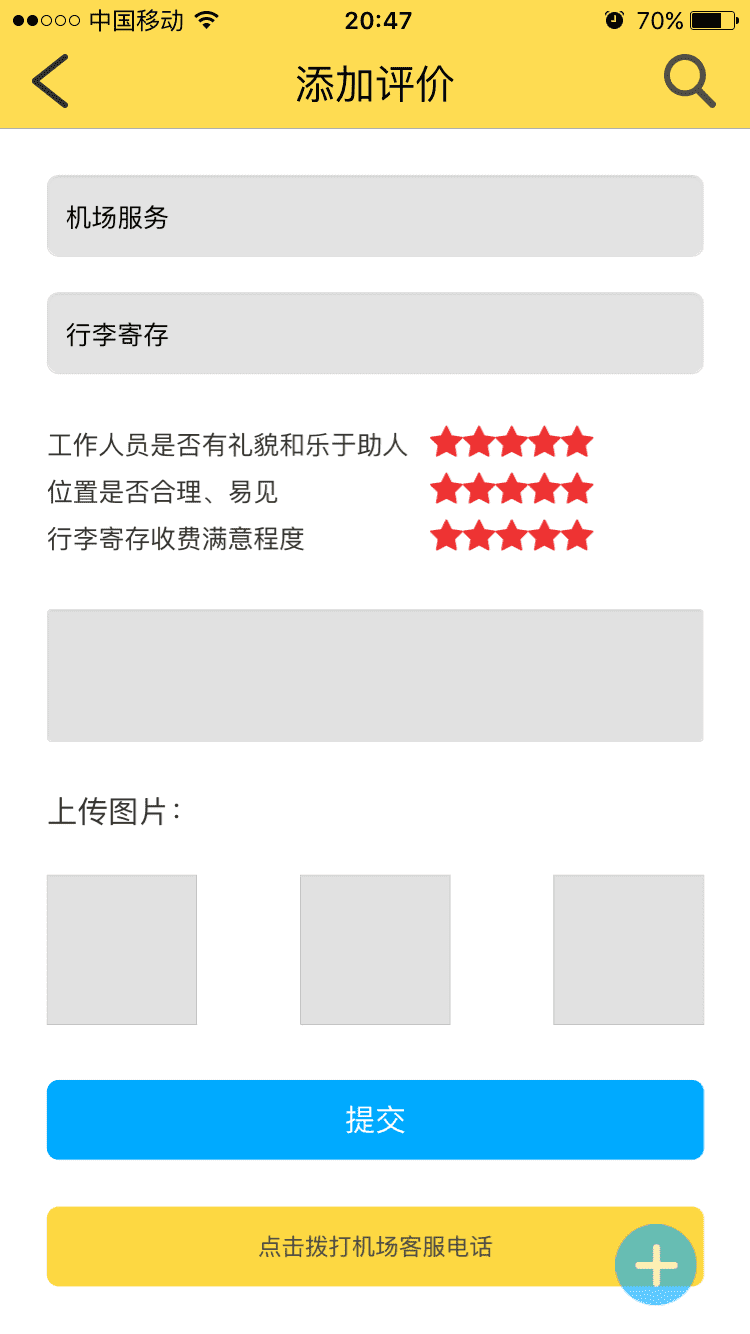 中国移动 20:47 70%
添加评价
机场服务
行李寄存
工作人员是否有礼貌和乐于助人
位置是否合理、易见
行李寄存收费满意程度
上传图片:
提交
点击拨打机场客服电话